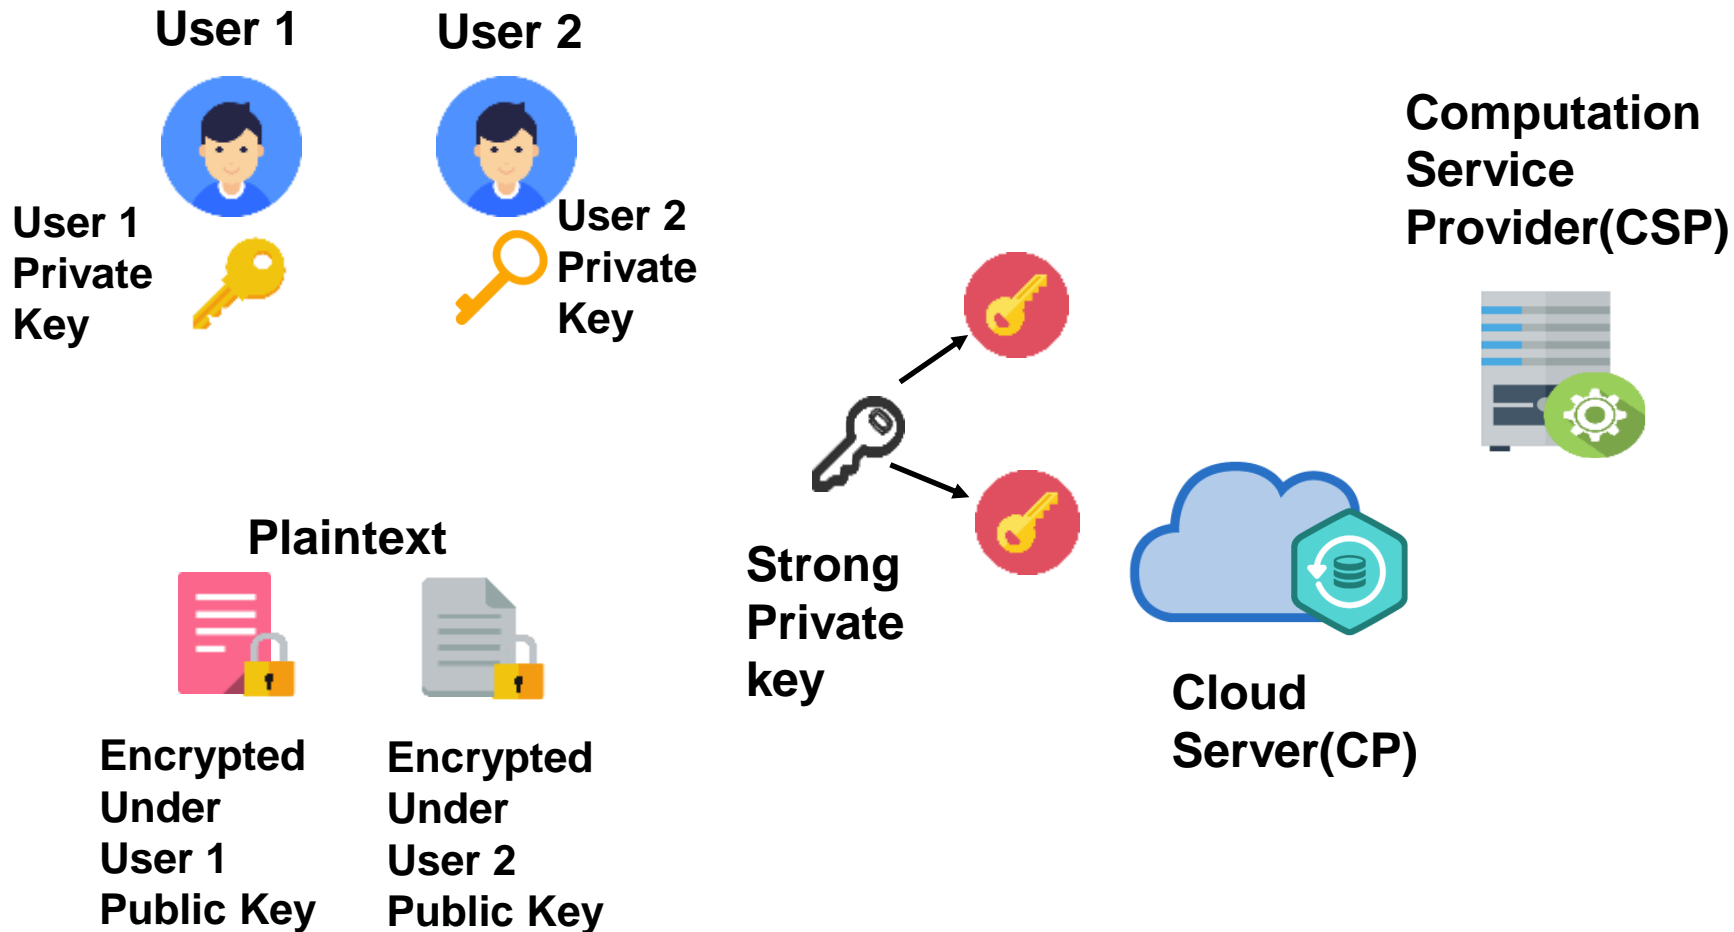 User 1
User 2
User 1
Private
Key
User 2
Private
Key
Computation
Service
Provider(CSP)
Plaintext
Strong
Private
key
Cloud
Server(CP)
Encrypted
Under
User 1
Public Key
Encrypted
Under
User 2
Public Key